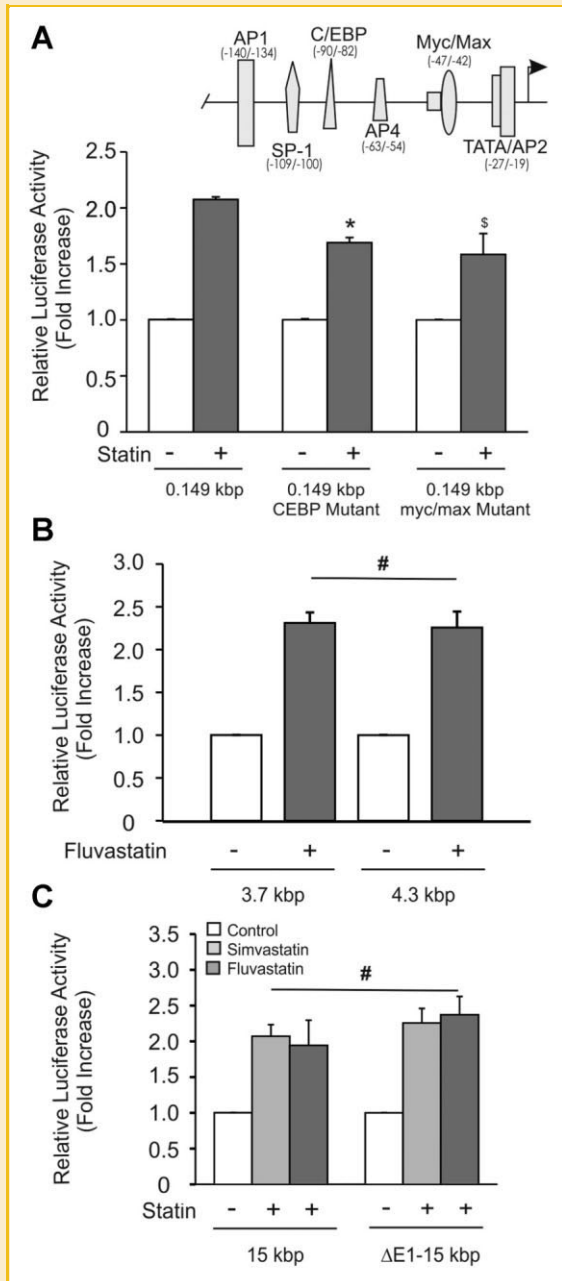 A
AP1
(-140/-134)
C/EBP
(-90/-82)
Myc/Max
(-47/-42)
SP-1
(-109/-100)
AP4
(-63/-54)
TATA/AP2
(-27/-19)
Relative Luciferase Activity
(Fold Increase)
2.5
2.0
1.5
1.0
0.5
0
*
$
Statin - + - + - +
0.149 kbp
0.149 kbp
CEBP Mutant
0.149 kbp
myc/max Mutant
B
Relative Luciferase Activity
(Fold Increase)
3.0
2.5
2.0
1.0
0.5
0
#
Fluvastatin - + - +
3.7 kbp 4.3 kbp
C
Relative Luciferase Activity
(Fold Increase)
3.5
3.0
2.5
2.0
1.0
0.5
0
Control
Simvastatin
Fluvastatin
#
Statin - + + - + +
15 kbp ΔE1-15 kbp